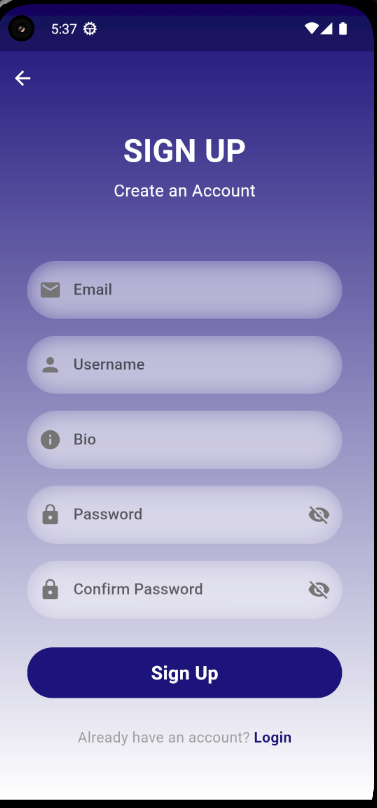 5:37
SIGN UP
Create an Account
Email
Username
Bio
Password
Confirm Password
Sign Up
Already have an account? Login